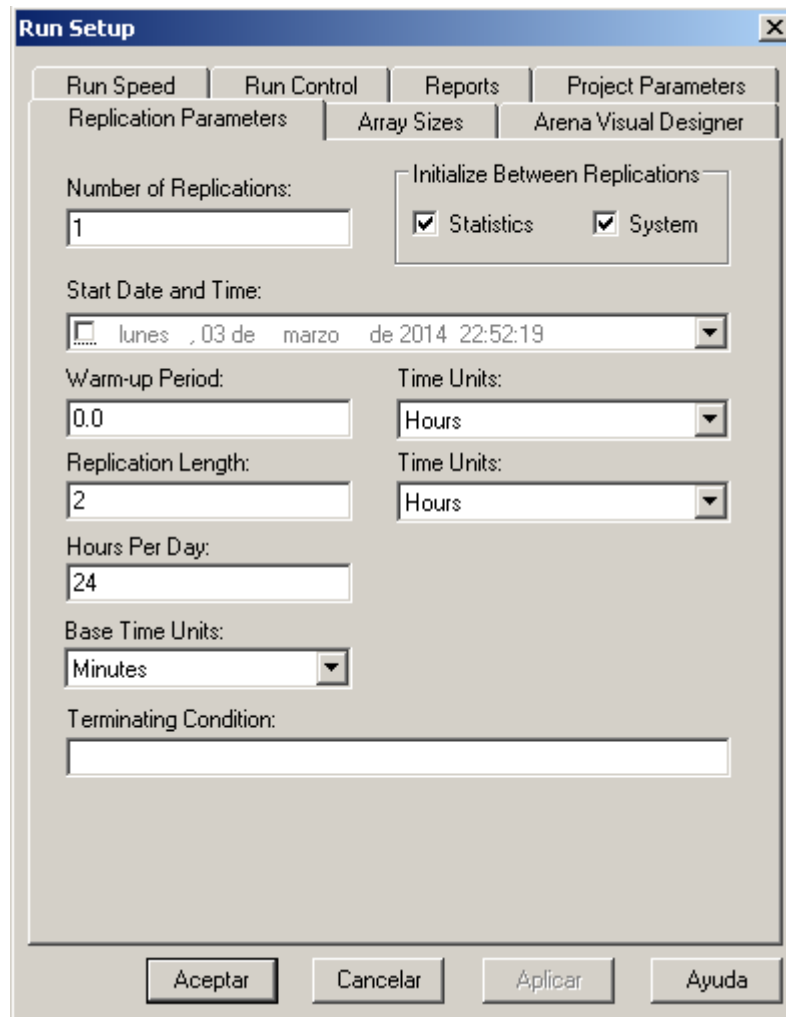 Run Setup
Run Speed Run Control Reports Project Parameters
Replication Parameters Array Sizes Arena Visual Designer
Number of Replications:
1
Initialize Between Replications
Statistics System
Start Date and Time:
lunes , 03 de marzo de 2014 22:52:19
Warm-up Period: Time Units:
0.0 Hours
Replication Length: Time Units:
2 Hours
Hours Per Day:
24
Base Time Units:
Minutes
Terminating Condition:
Aceptar Cancelar Aplicar Ayuda